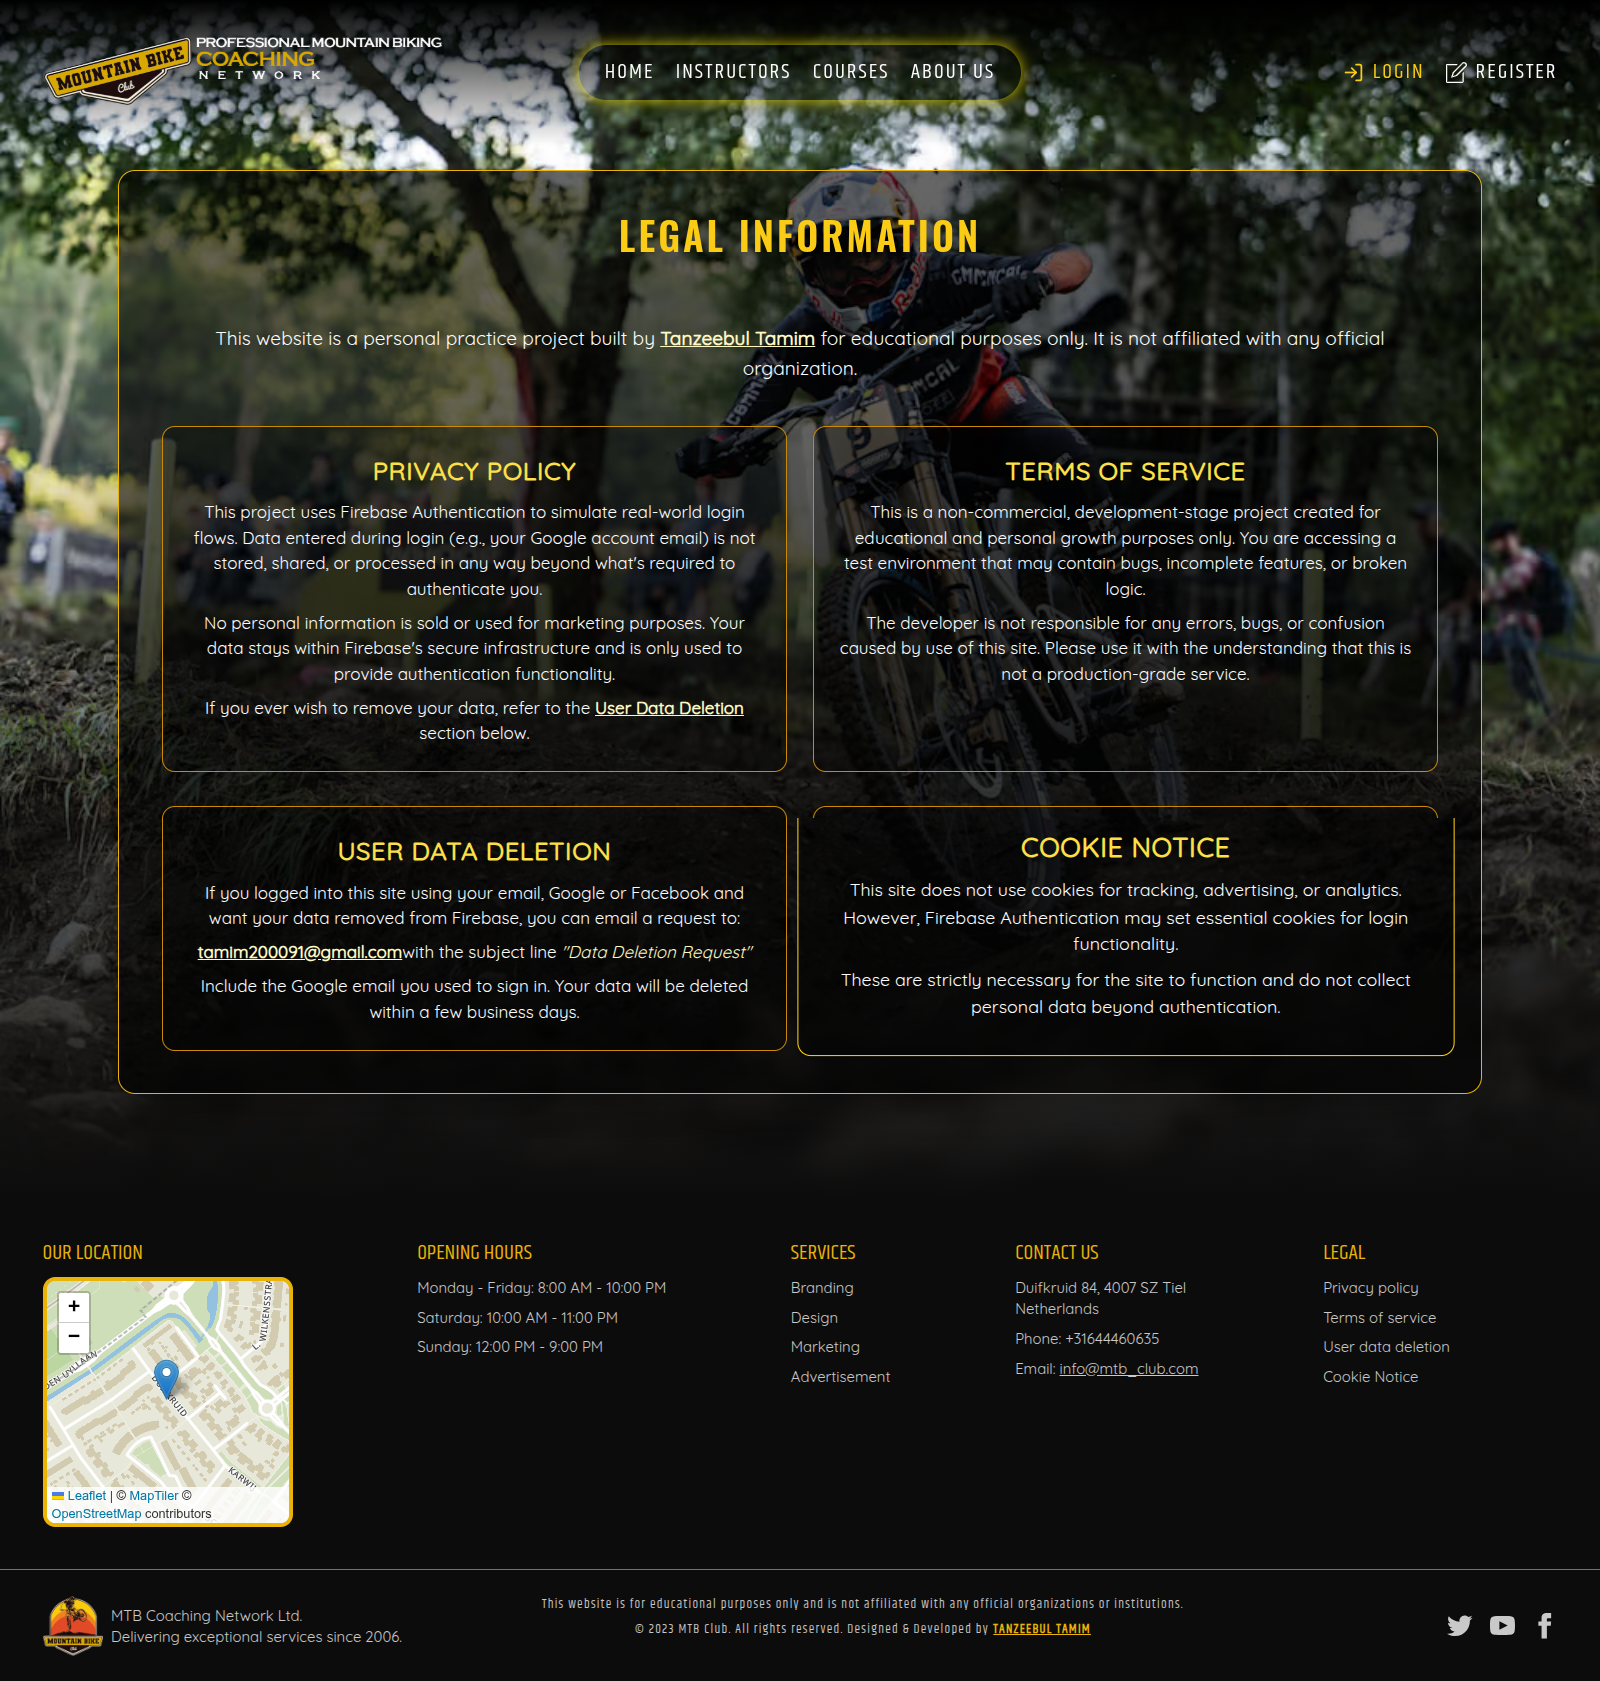 MOUNTAIN BIKE
Club
PROFESSIONAL MOUNTAIN BIKING
COACHING
NETWORK
HOME INSTRUCTORS COURSES ABOUT US
LOGIN REGISTER
LEGAL INFORMATION
This website is a personal practice project built by Tanzeebul Tamim for educational purposes only. It is not affiliated with any official
organization.
PRIVACY POLICY
This project uses Firebase Authentication to simulate real-world login
flows. Data entered during login (e.g., your Google account email) is not
stored, shared, or processed in any way beyond what's required to
authenticate you.
No personal information is sold or used for marketing purposes. Your
data stays within Firebase's secure infrastructure and is only used to
provide authentication functionality.
If you ever wish to remove your data, refer to the User Data Deletion
section below.
TERMS OF SERVICE
This is a non-commercial, development-stage project created for
educational and personal growth purposes only. You are accessing a
test environment that may contain bugs, incomplete features, or broken
logic.
The developer is not responsible for any errors, bugs, or confusion
caused by use of this site. Please use it with the understanding that this is
not a production-grade service.
USER DATA DELETION
If you logged into this site using your email, Google or Facebook and
want your data removed from Firebase, you can email a request to:
tamim200091@gmail.comwith the subject line "Data Deletion Request"
Include the Google email you used to sign in. Your data will be deleted
within a few business days.
COOKIE NOTICE
This site does not use cookies for tracking, advertising, or analytics.
However, Firebase Authentication may set essential cookies for login
functionality.
These are strictly necessary for the site to function and do not collect
personal data beyond authentication.
OUR LOCATION
+
−
L. WILKENSSTRA
DEN-UYLLAAN
KARWI
Leaflet | © MapTiler ©
OpenStreetMap contributors
OPENING HOURS
Monday - Friday: 8:00 AM - 10:00 PM
Saturday: 10:00 AM - 11:00 PM
Sunday: 12:00 PM - 9:00 PM
SERVICES
Branding
Design
Marketing
Advertisement
CONTACT US
Duifkruid 84, 4007 SZ Tiel
Netherlands
Phone: +31644460635
Email: info@mtb_club.com
LEGAL
Privacy policy
Terms of service
User data deletion
Cookie Notice
MOUNTAIN BIKE
MTB Coaching Network Ltd.
Delivering exceptional services since 2006.
This website is for educational purposes only and is not affiliated with any official organizations or institutions.
© 2023 MTB Club. All rights reserved. Designed & Developed by TANZEEBUL TAMIM